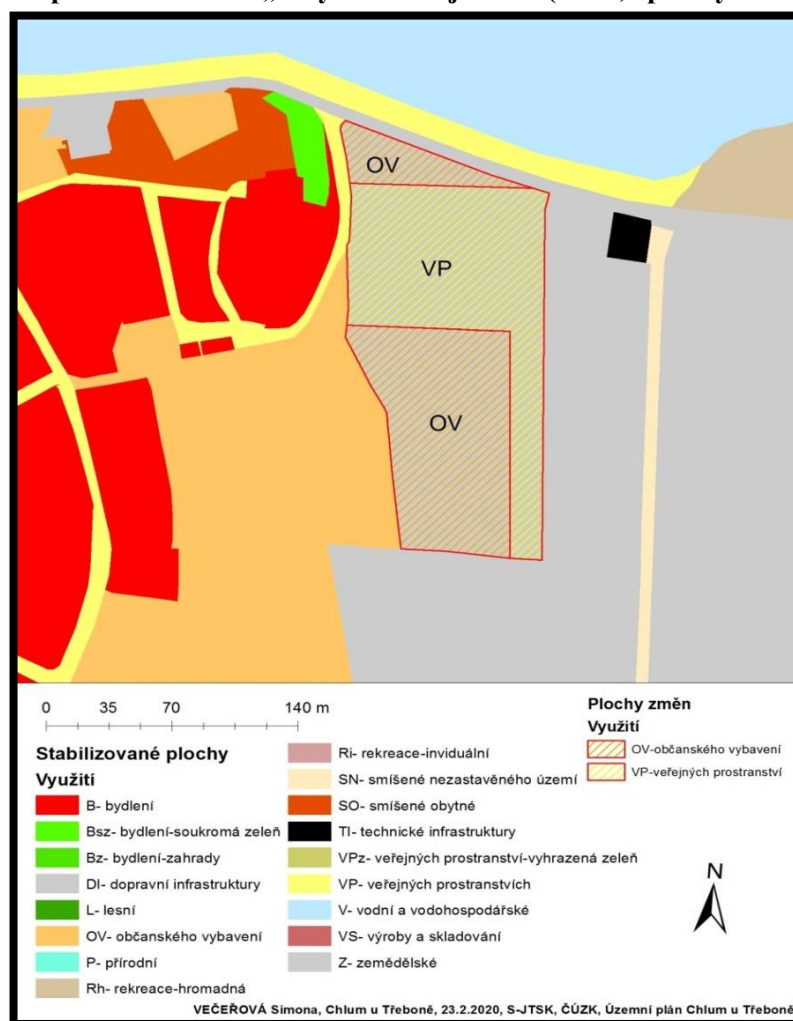 OV
VP
OV
0 35 70 140 m
Stabilizované plochy
Využití
B- bydlení
Bsz- bydlení-soukromá zeleň
Bz- bydlení-zahrady
DI- dopravní infrastruktury
L- lesní
OV- občanského vybavení
P- přírodní
Rh- rekreace-hromadná
Ri- rekreace-inviduální
SN- smíšené nezastavěného území
SO- smíšené obytné
TI- technické infrastruktury
VPz- veřejných prostranství-vyhrazená zeleň
VP- veřejných prostranstvích
V- vodní a vodohospodářské
VS- výroby a skladování
Z- zemědělské
Plochy změn
Využití
OV-občanského vybavení
VP-veřejných prostranství
N
VEČEŘOVÁ Simona, Chlum u Třeboně, 23.2.2020, S-JTSK, ČÚZK, Územní plán Chlum u Třeboně